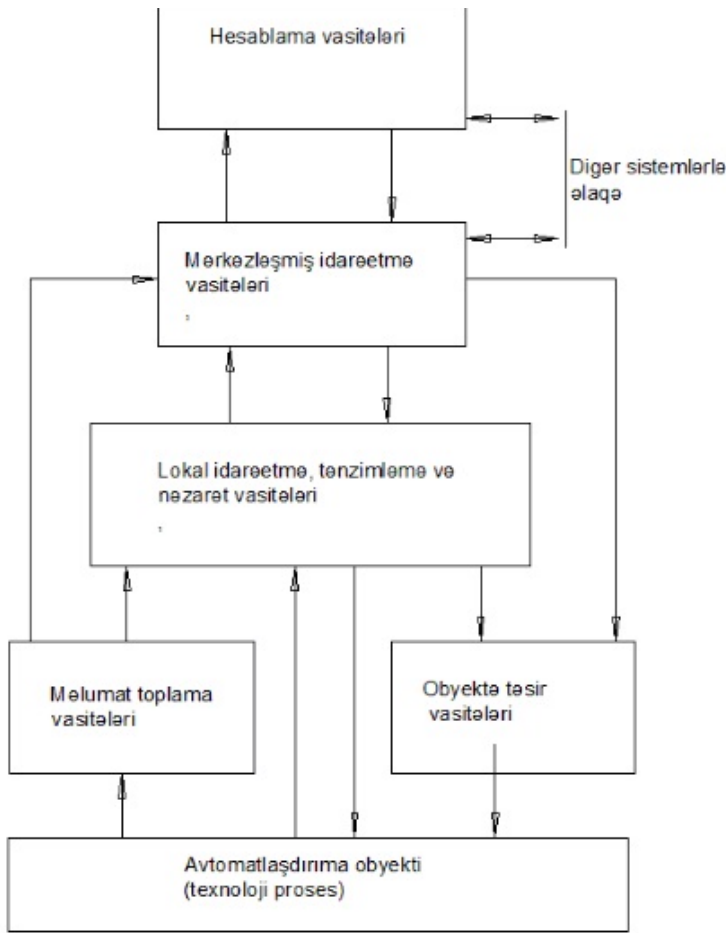 Hesablama vasitələri
Digər sistemlərlə
əlaqə
Mərkəzləşmiş idarəetmə
vasitələri
,
Lokal idarəetmə, tənzimləmə və
nəzarət vasitələri
,
Məlumat toplama
vasitələri
Obyektə təsir
vasitələri
Avtomatlaşdırıma obyekti
(texnoloji proses)